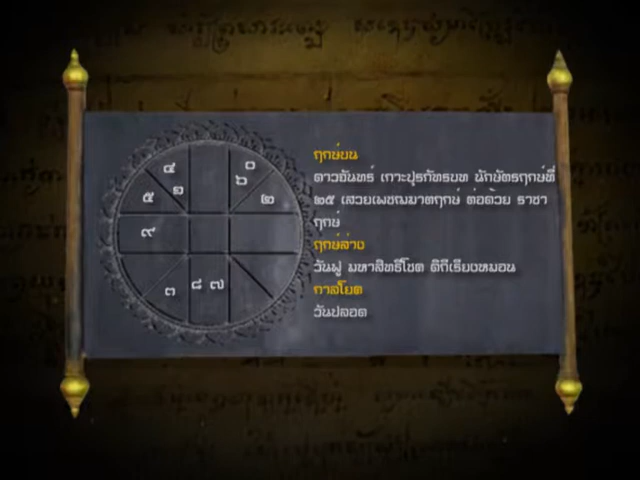 ฤกษ์บน
ดาวจันทร์ เกาะปุรภัทรบท นักษัตรฤกษ์ที่
๒๕ เสวยเพชฌฆาตฤกษ์ ต่อด้วย ราชา
ฤกษ์
ฤกษ์ล่าง
วันฟู มหาสิทธิโชค ดิถีเรียงหมอน
กาลโยค
วันปลอด
๔
๕
๑
๐
๖
๒
๙
๓
๘ ๗